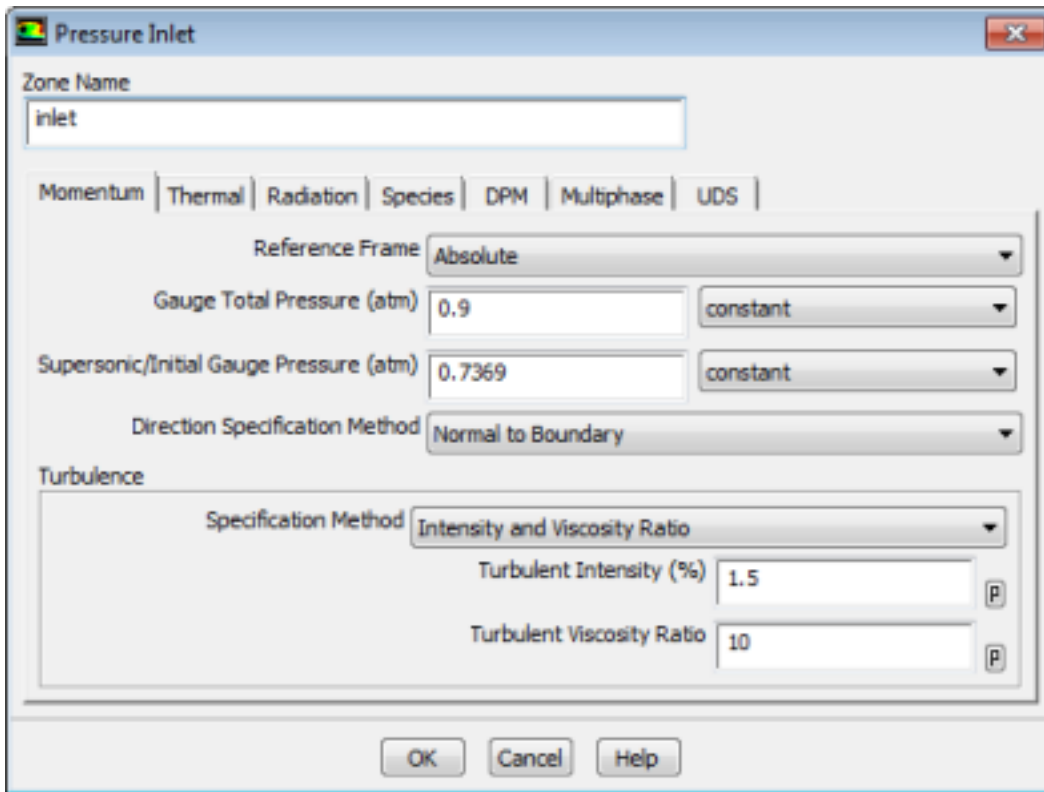 Pressure Inlet
Zone Name
inlet
Momentum Thermal Radiation Species DPM Multiphase UDS
Reference Frame Absolute
Gauge Total Pressure (atm) 0.9 constant
Supersonic/Initial Gauge Pressure (atm) 0.7369 constant
Direction Specification Method Normal to Boundary
Turbulence
Specification Method Intensity and Viscosity Ratio
Turbulent Intensity (%) 1.5 P
Turbulent Viscosity Ratio 10 P
OK Cancel Help